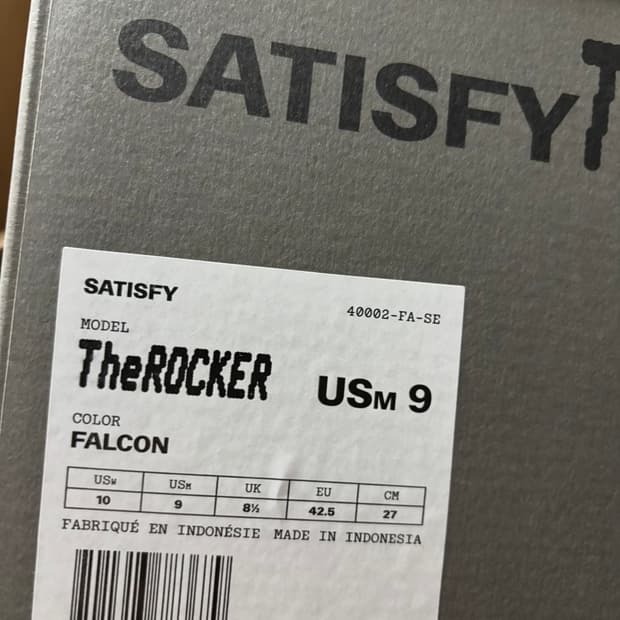 SATISFY
SATISFY
40002-FA-SE
MODEL
TheROCKER
USM 9
COLOR
FALCON
USW USM UK EU CM
10 9 8½ 42.5 27
FABRIQUÉ EN INDONÉSIE MADE IN INDONESIA